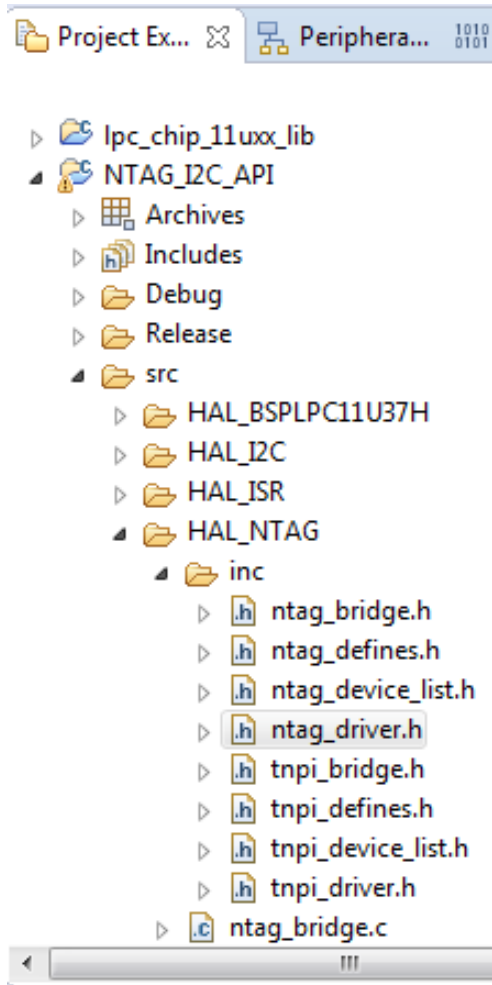 Project Ex... Periphera... 1010 0101
lpc_chip_11uxx_lib
NTAG_I2C_API
Archives
Includes
Debug
Release
src
HAL_BSPLPC11U37H
HAL_I2C
HAL_ISR
HAL_NTAG
inc
.h ntag_bridge.h
.h ntag_defines.h
.h ntag_device_list.h
.h ntag_driver.h
.h tnpi_bridge.h
.h tnpi_defines.h
.h tnpi_device_list.h
.h tnpi_driver.h
.c ntag_bridge.c